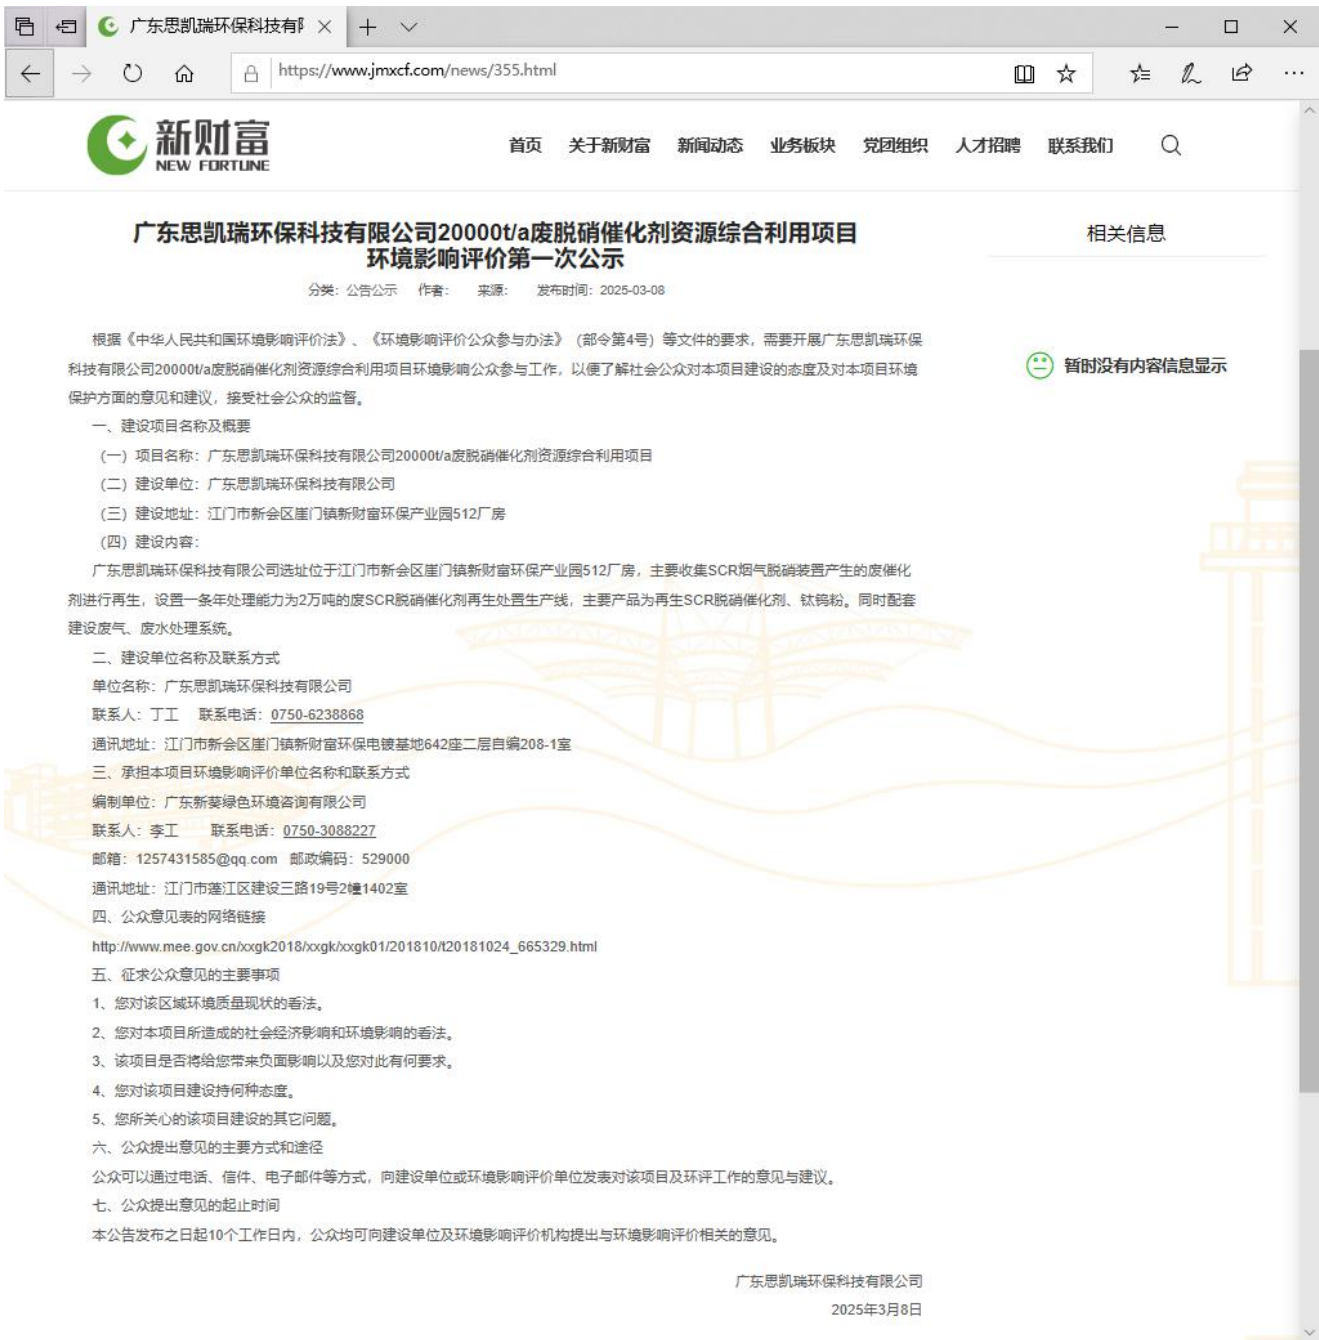 广东思凯瑞环保科技有
https://www.jmxcf.com/news/355.html
新财富
NEW FORTUNE
首页 关于新财富 新闻动态 业务板块 党团组织 人才招聘 联系我们
广东思凯瑞环保科技有限公司20000t/a废脱硝催化剂资源综合利用项目
环境影响评价第一次公示
分类：公告公示 作者： 来源： 发布时间：2025-03-08
相关信息
暂时没有内容信息显示
根据《中华人民共和国环境影响评价法》、《环境影响评价公众参与办法》（部令第4号）等文件的要求，需要开展广东思凯瑞环保
科技有限公司20000t/a废脱硝催化剂资源综合利用项目环境影响公众参与工作，以便了解社会公众对本项目建设的态度及对本项目环境
保护方面的意见和建议，接受社会公众的监督。
一、建设项目名称及概要
（一）项目名称：广东思凯瑞环保科技有限公司20000t/a废脱硝催化剂资源综合利用项目
（二）建设单位：广东思凯瑞环保科技有限公司
（三）建设地址：江门市新会区崖门镇新财富环保产业园512厂房
（四）建设内容：
广东思凯瑞环保科技有限公司选址位于江门市新会区崖门镇新财富环保产业园512厂房，主要收集SCR烟气脱硝装置产生的废催化
剂进行再生，设置一条年处理能力为2万吨的废SCR脱硝催化剂再生处置生产线，主要产品为再生SCR脱硝催化剂、钛钨粉。同时配套
建设废气、废水处理系统。
二、建设单位名称及联系方式
单位名称：广东思凯瑞环保科技有限公司
联系人：丁工 联系电话：0750-6238868
通讯地址：江门市新会区崖门镇新财富环保电镀基地642座二层自编208-1室
三、承担本项目环境影响评价单位名称和联系方式
编制单位：广东新葵绿色环境咨询有限公司
联系人：李工 联系电话：0750-3088227
邮箱：1257431585@qq.com 邮政编码：529000
通讯地址：江门市蓬江区建设三路19号2幢1402室
四、公众意见表的网络链接
http://www.mee.gov.cn/xxgk2018/xxgk/xxgk01/201810/t20181024_665329.html
五、征求公众意见的主要事项
1、您对该区域环境质量现状的看法。
2、您对本项目所造成的社会经济影响和环境影响的看法。
3、该项目是否将给您带来负面影响以及您对此有何要求。
4、您对该项目建设持何种态度。
5、您所关心的该项目建设的其它问题。
六、公众提出意见的主要方式和途径
公众可以通过电话、信件、电子邮件等方式，向建设单位或环境影响评价单位发表对该项目及环评工作的意见与建议。
七、公众提出意见的起止时间
本公告发布之日起10个工作日内，公众均可向建设单位及环境影响评价机构提出与环境影响评价相关的意见。
广东思凯瑞环保科技有限公司
2025年3月8日